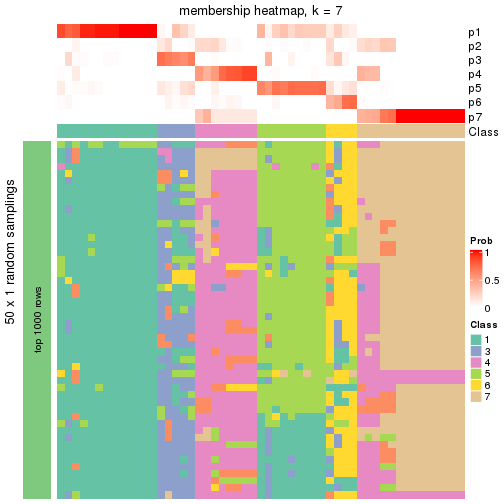 membership heatmap, k = 7
p1
p2
p3
p4
p5
p6
p7
Class
50 x 1 random samplings
top 1000 rows
Prob
1
0.5
0
Class
1
3
4
5
6
7